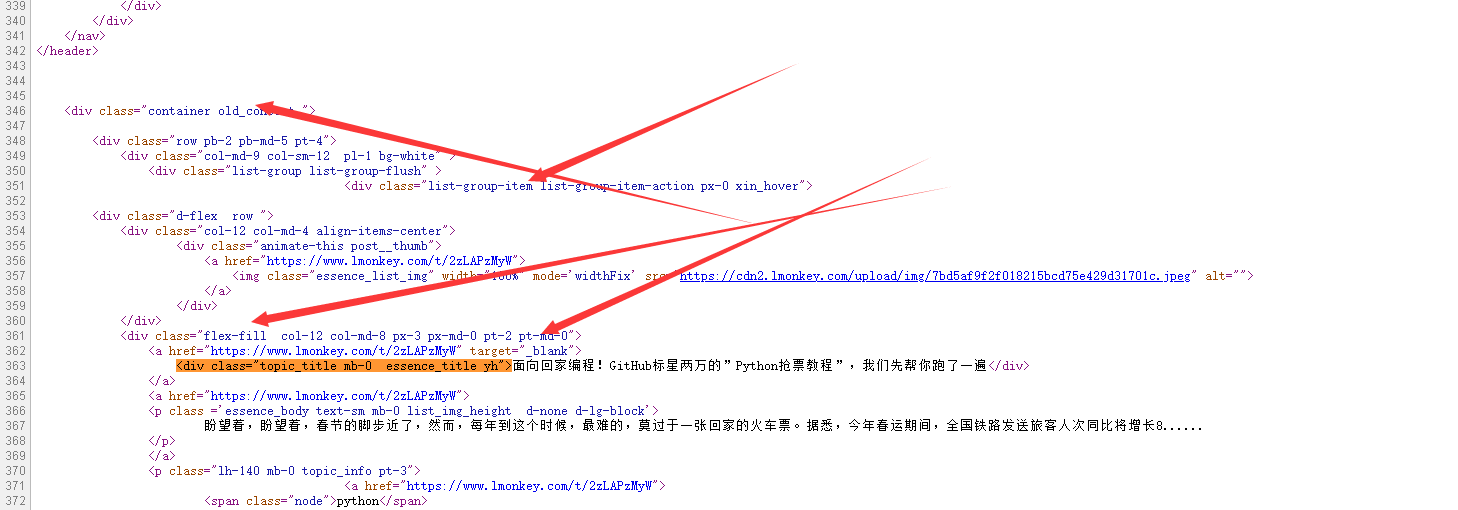 339 </div>
340 </div>
341 </nav>
342 </header>
343
344
345
346 <div class="container ">
347
348 <div class="row pb-2 pb-md-5 pt-4">
349 <div class="col-md-9 col-sm-12  pl-1 bg-white" >
350 <div class="list-group list-group-flush" >
351 <div class="list-group-item list-group-item-action px-0 xin_hover">
352
353 <div class="d-flex  row ">
354 <div class="col-12 col-md-4 align-items-center">
355 <div class="animate-this post__thumb">
356 <a href="https://www.lmonkey.com/t/2zLAPzMyW">
357 <img class="essence_list_img" width="100%" mode='widthFix' src="https://cdn2.lmonkey.com/upload/img/7bd5af9f2f018215bcd75e429d31701c.jpeg" alt="">
358 </a>
359 </div>
360 </div>
361 <div class="flex-fill  col-12 col-md-8 px-3 px-md-0 pt-2 pt-md-0">
362 <a href="https://www.lmonkey.com/t/2zLAPzMyW" target="_blank">
363 <div class="topic_title mb-0  essence_title yh">面向回家编程！GitHub标星两万的”Python抢票教程”，我们先帮你跑了一遍</div>
364 </a>
365 <a href="https://www.lmonkey.com/t/2zLAPzMyW">
366 <p class ='essence_body text-sm mb-0 list_img_height  d-none d-lg-block'>
367 盼望着，盼望着，春节的脚步近了，然而，每年到这个时候，最难的，莫过于一张回家的火车票。据悉，今年春运期间，全国铁路发送旅客人次同比将增长8......
368 </p>
369 </a>
370 <p class="lh-140 mb-0 topic_info pt-3">
371 <a href="https://www.lmonkey.com/t/2zLAPzMyW">
372 <span class="node">python</span>